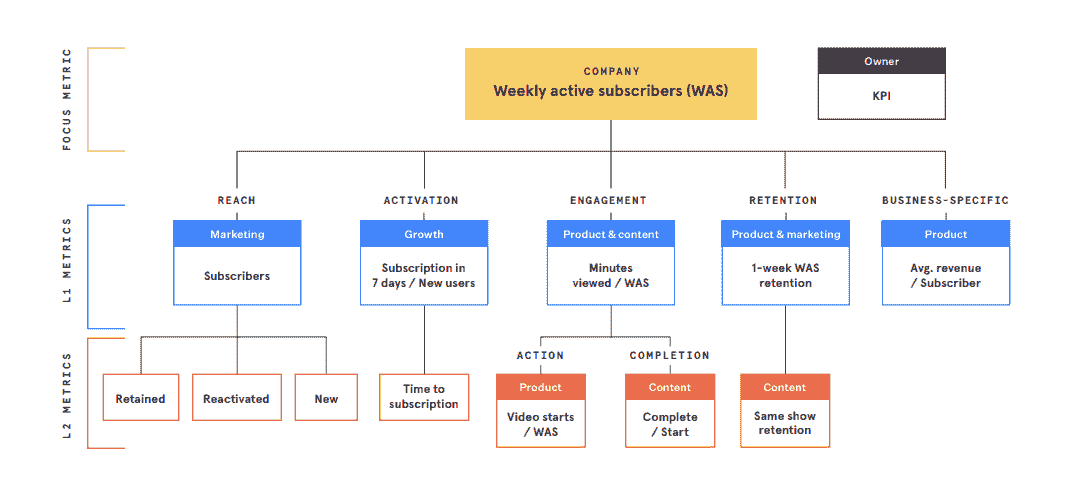 FOCUS METRIC
COMPANY
Weekly active subscribers (WAS)
Owner
KPI
L1 METRICS
REACH
Marketing
Subscribers
ACTIVATION
Growth
Subscription in
7 days / New users
ENGAGEMENT
Product & content
Minutes
viewed / WAS
RETENTION
Product & marketing
1-week WAS
retention
BUSINESS-SPECIFIC
Product
Avg. revenue
/ Subscriber
L2 METRICS
Retained
Reactivated
New
Time to
subscription
ACTION
Product
Video starts
/ WAS
COMPLETION
Content
Complete
/ Start
Content
Same show
retention